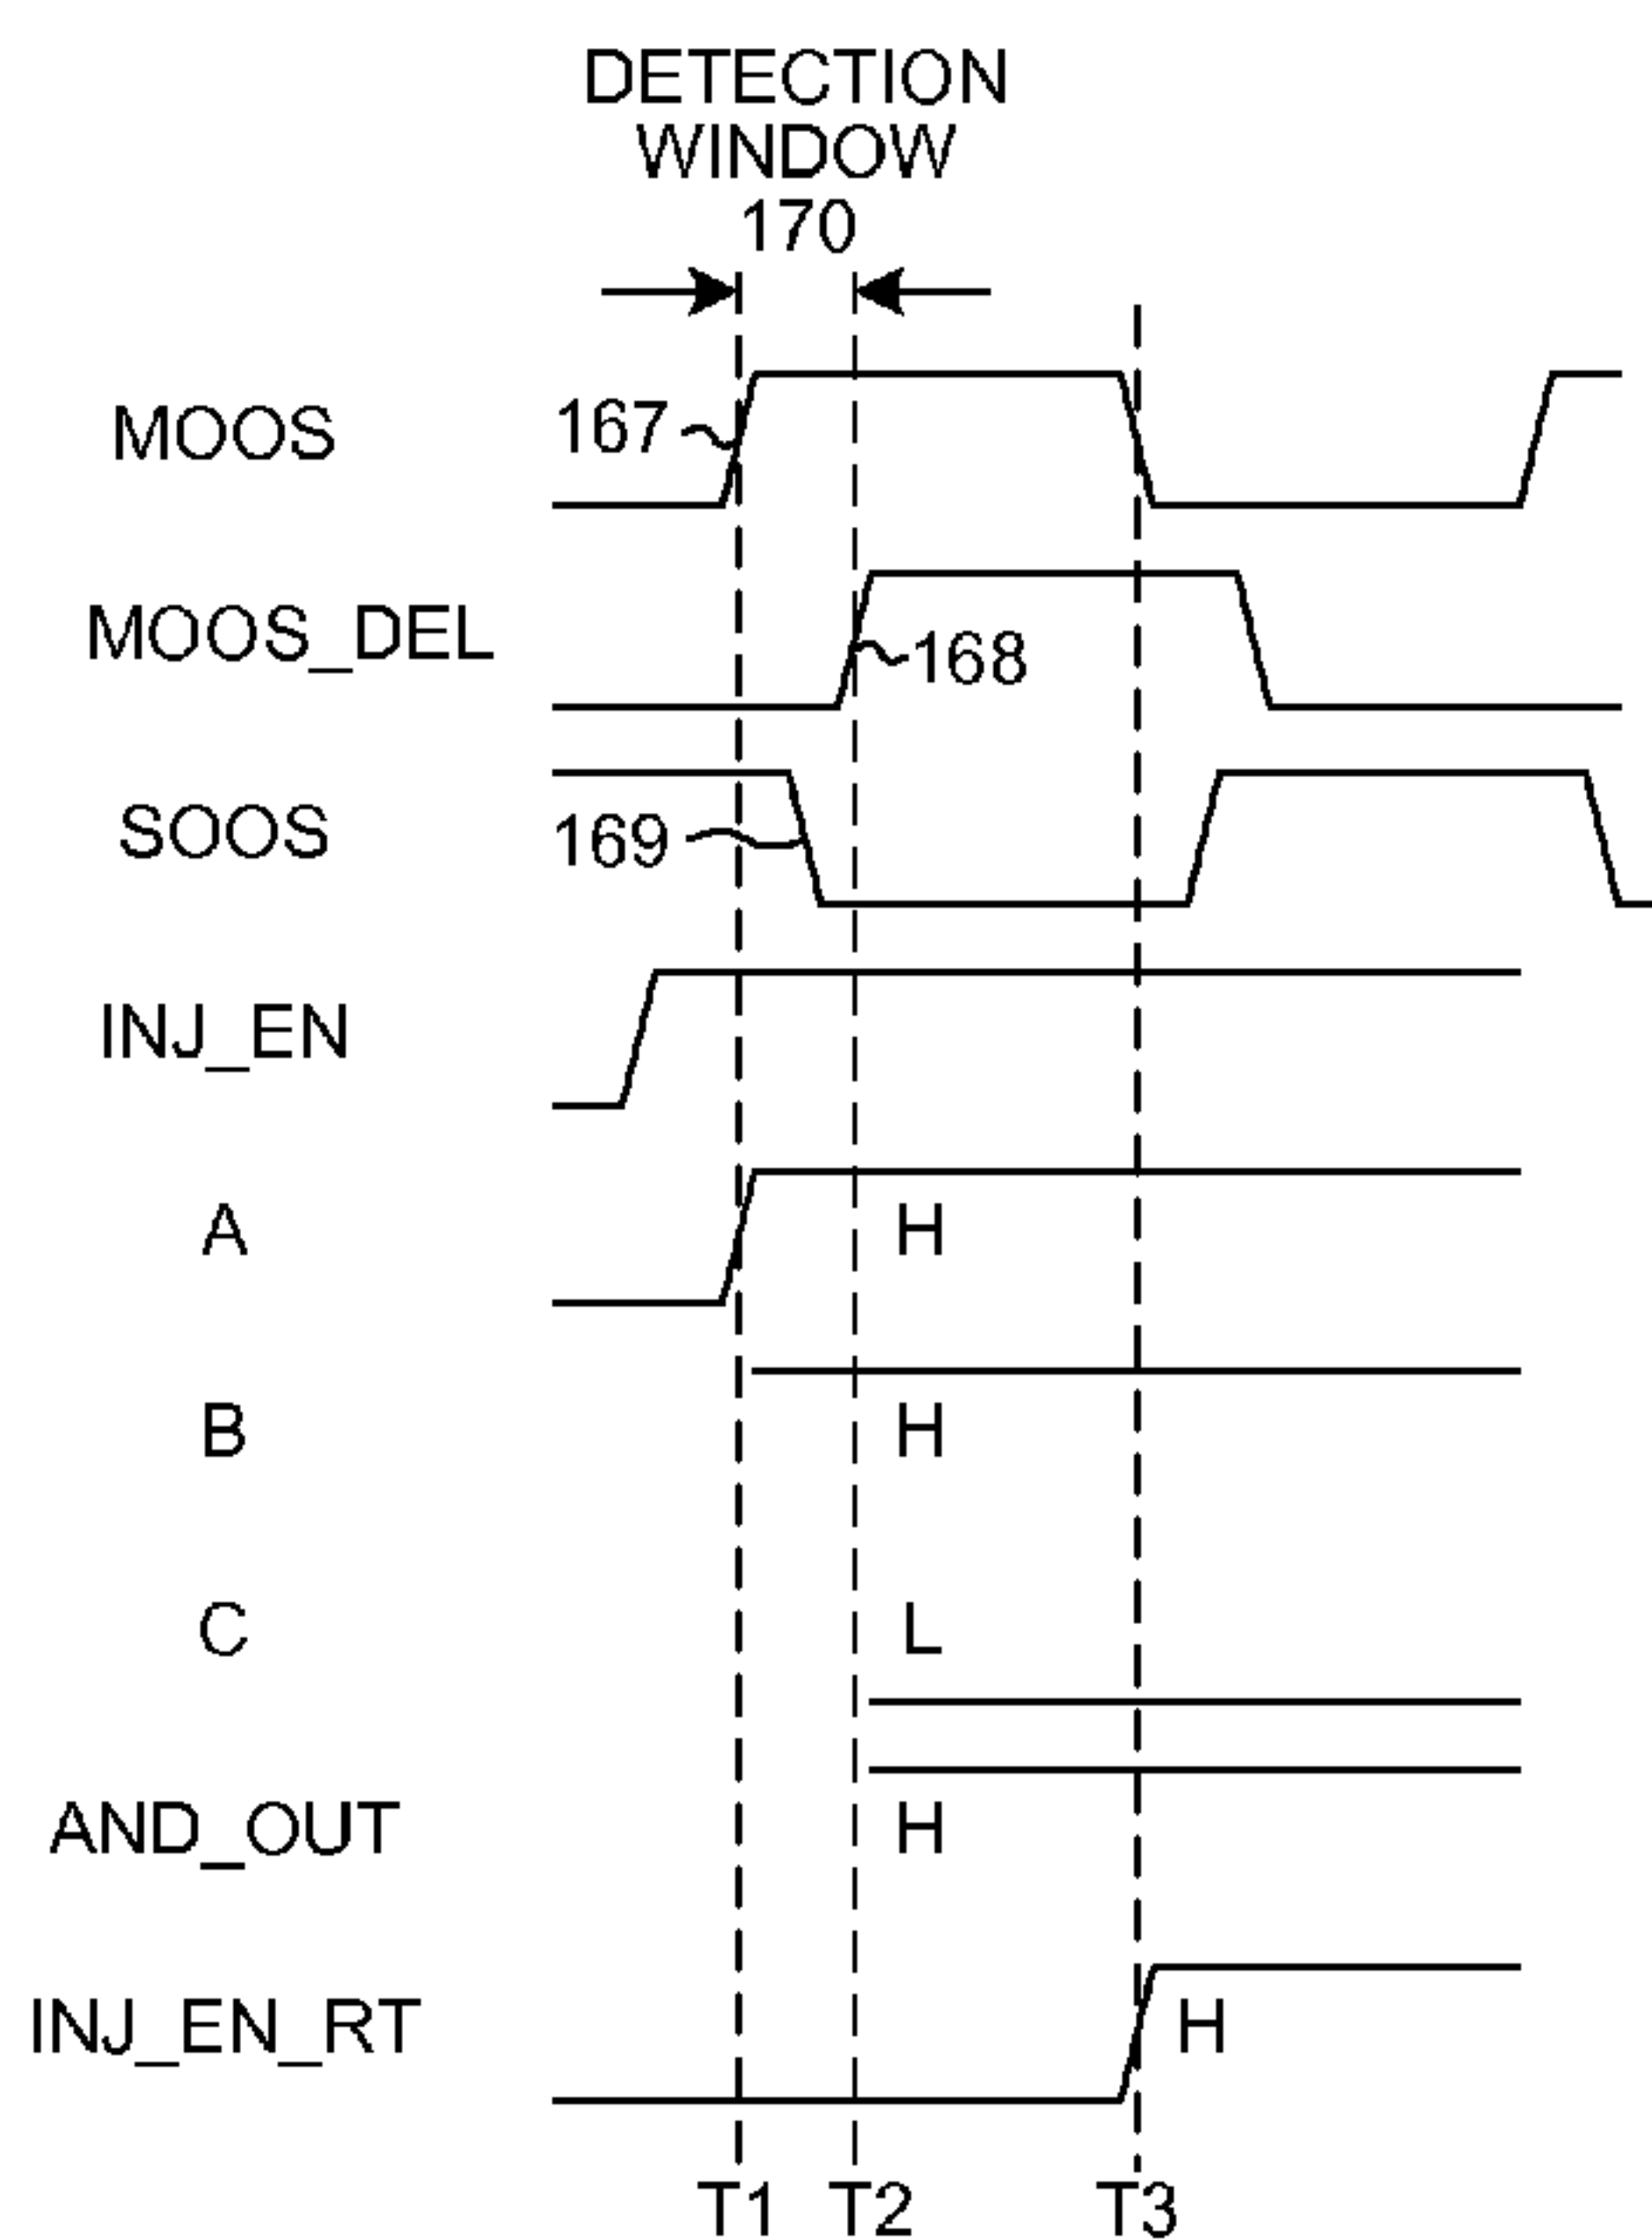 DETECTION
WINDOW
170
MOOS
167
MOOS_DEL
168
SOOS
169
INJ_EN
A
H
B
H
C
L
AND_OUT
H
INJ_EN_RT
H
T1 T2 T3